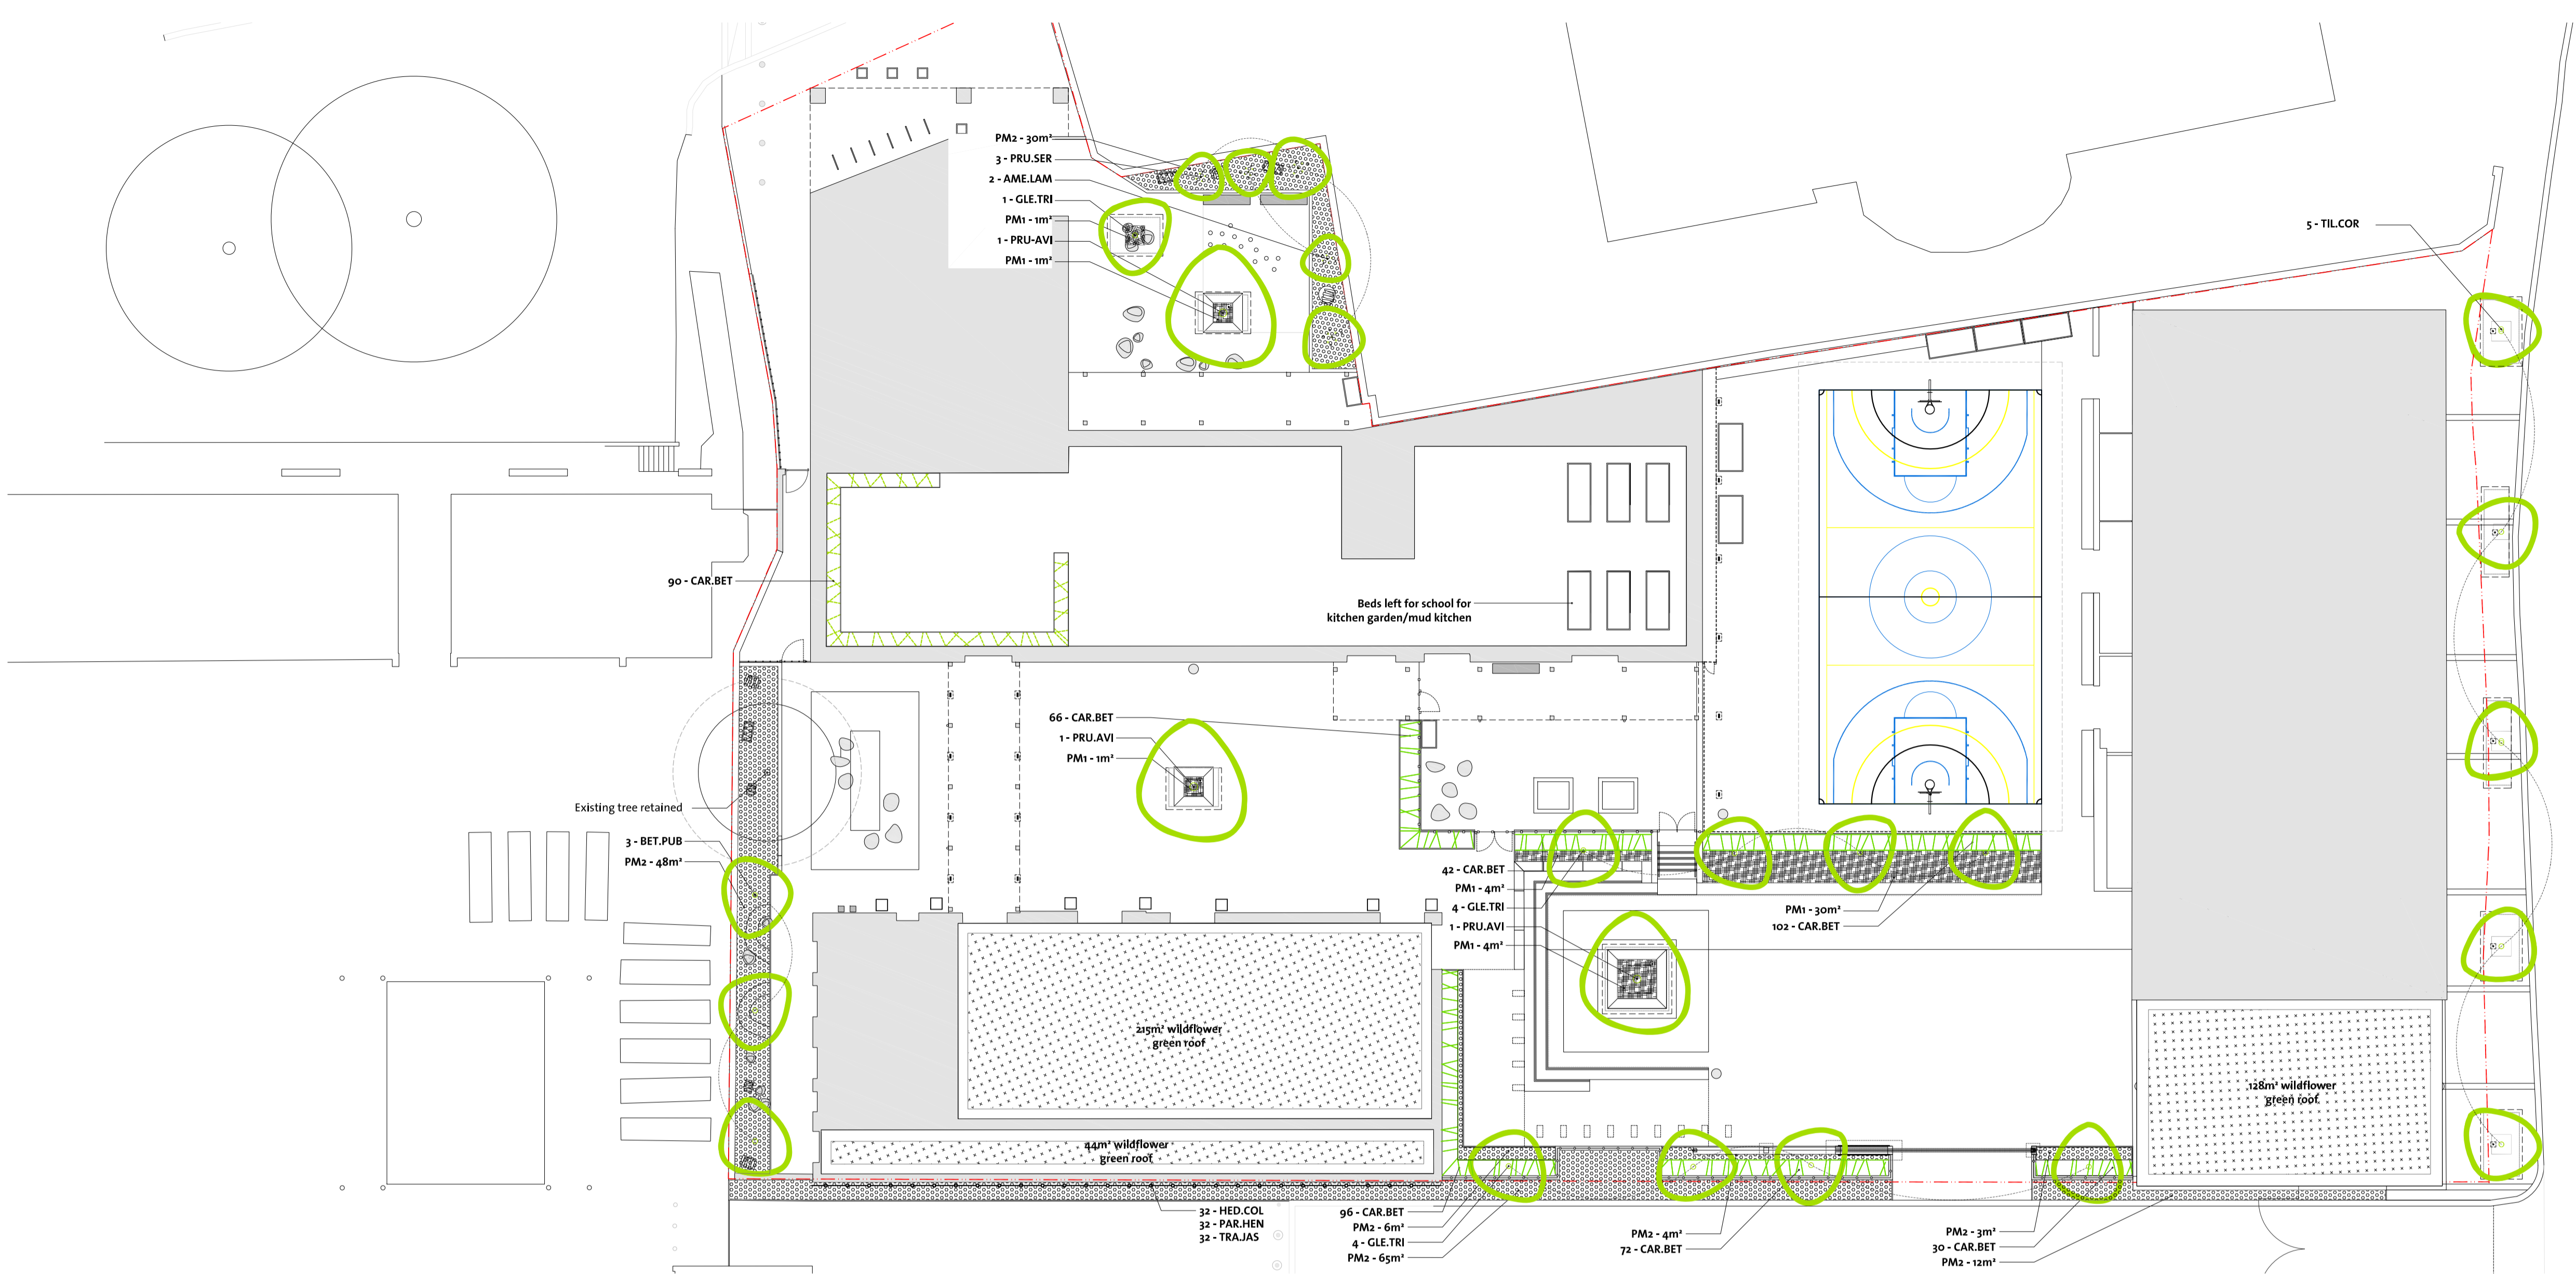 PM2 - 30m²
3 - PRU.SER
2 - AME.LAM
1 - GLE.TRI
PM1 - 1m²
1 - PRU-AVI
PM1 - 1m²
5 - TIL.COR
90 - CAR.BET
Beds left for school for
kitchen garden/mud kitchen
66 - CAR.BET
1 - PRU.AVI
PM1 - 1m²
Existing tree retained
3 - BET.PUB
PM2 - 48m²
42 - CAR.BET
PM1 - 4m²
4 - GLE.TRI
1 - PRU.AVI
PM1 - 4m²
PM1 - 30m²
102 - CAR.BET
215m² wildflower
green roof
128m² wildflower
green roof
44m² wildflower
green roof
32 - HED.COL
32 - PAR.HEN
32 - TRA.JAS
96 - CAR.BET
PM2 - 6m²
4 - GLE.TRI
PM2 - 65m²
PM2 - 4m²
72 - CAR.BET
PM2 - 3m²
30 - CAR.BET
PM2 - 12m²